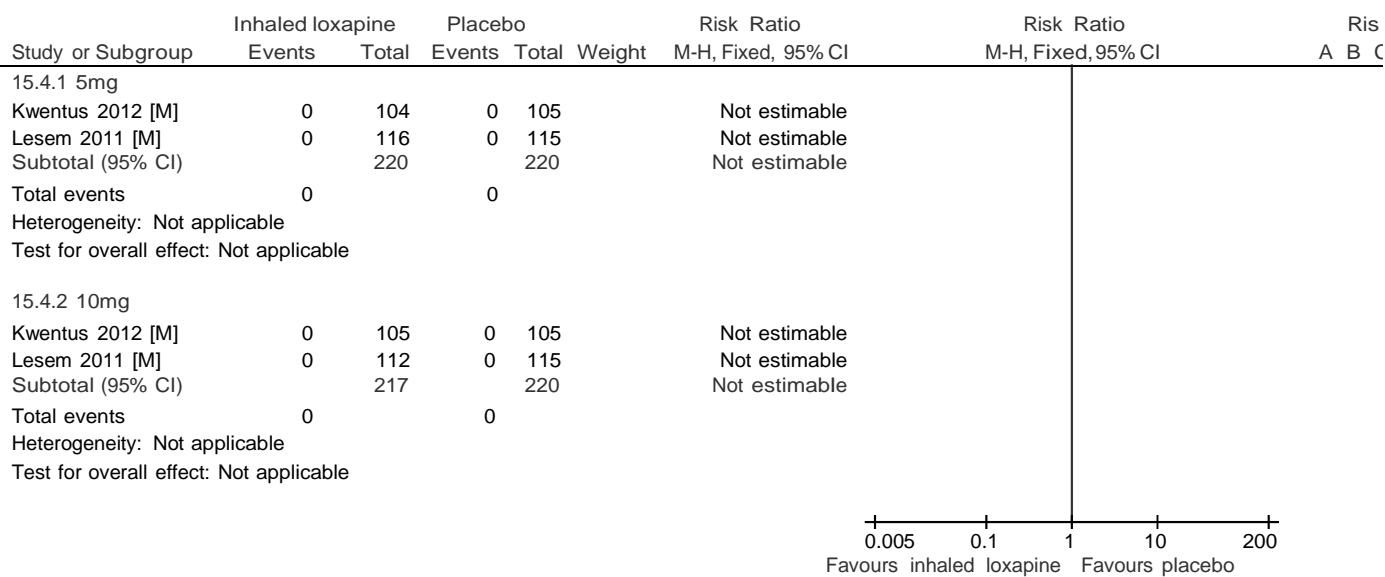 Inhaled loxapine Placebo Risk Ratio Risk Ratio Ris
Study or Subgroup Events Total Events Total Weight M-H, Fixed, 95% CI M-H, Fixed, 95% CI A B C
15.4.1 5mg
Kwentus 2012 [M] 0 104 0 105 Not estimable
Lesem 2011 [M] 0 116 0 115 Not estimable
Subtotal (95% CI) 220 220 Not estimable
Total events 0 0
Heterogeneity: Not applicable
Test for overall effect: Not applicable
15.4.2 10mg
Kwentus 2012 [M] 0 105 0 105 Not estimable
Lesem 2011 [M] 0 112 0 115 Not estimable
Subtotal (95% CI) 217 220 Not estimable
Total events 0 0
Heterogeneity: Not applicable
Test for overall effect: Not applicable
0.005 0.1 1 10 200
Favours inhaled loxapine Favours placebo